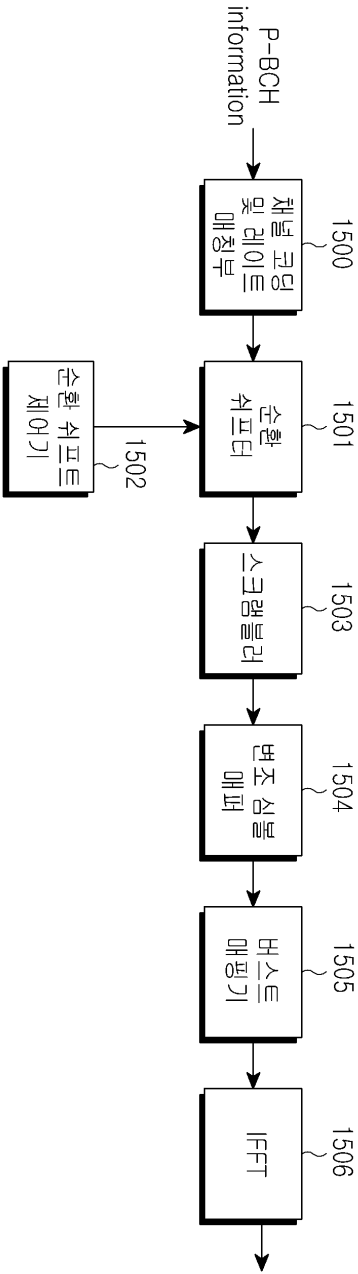 P-BCH
information
1500
채널 코딩
및 레이트
매칭부
1501
순환
쉬프터
1502
순환 쉬프트
제어기
1503
스크램블러
1504
변조 심볼
매퍼
1505
버스트
매핑기
1506
IFFT